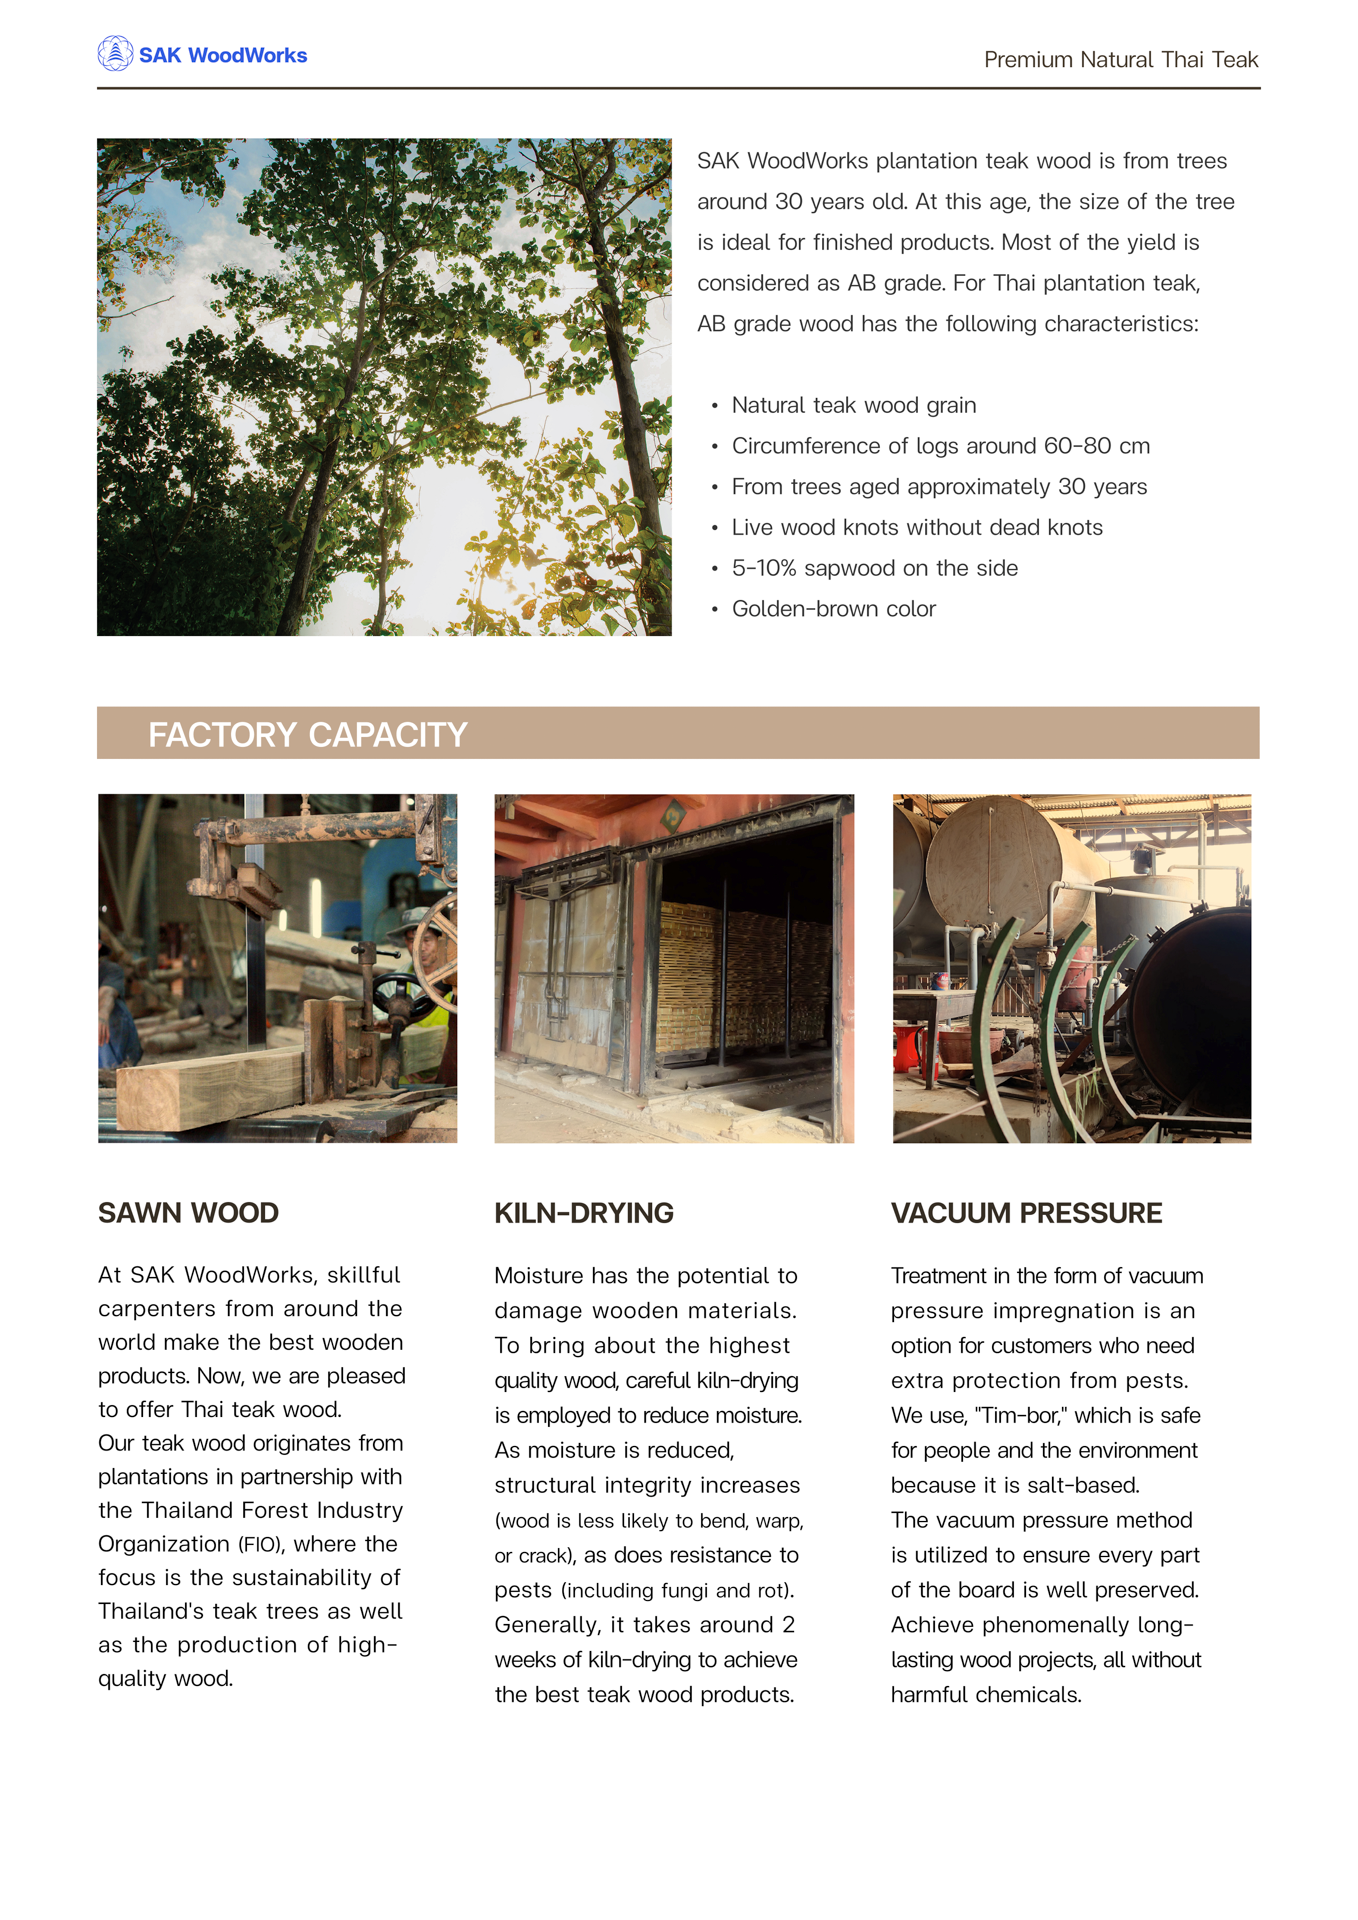 SAK WoodWorks
Premium Natural Thai Teak
SAK WoodWorks plantation teak wood is from trees
around 30 years old. At this age, the size of the tree
is ideal for finished products. Most of the yield is
considered as AB grade. For Thai plantation teak,
AB grade wood has the following characteristics:
• Natural teak wood grain
• Circumference of logs around 60-80 cm
• From trees aged approximately 30 years
• Live wood knots without dead knots
• 5-10% sapwood on the side
• Golden-brown color
FACTORY CAPACITY
SAWN WOOD
At SAK WoodWorks, skillful
carpenters from around the
world make the best wooden
products. Now, we are pleased
to offer Thai teak wood.
Our teak wood originates from
plantations in partnership with
the Thailand Forest Industry
Organization (FIO), where the
focus is the sustainability of
Thailand's teak trees as well
as the production of high-
quality wood.
KILN-DRYING
Moisture has the potential to
damage wooden materials.
To bring about the highest
quality wood, careful kiln-drying
is employed to reduce moisture.
As moisture is reduced,
structural integrity increases
(wood is less likely to bend, warp,
or crack), as does resistance to
pests (including fungi and rot).
Generally, it takes around 2
weeks of kiln-drying to achieve
the best teak wood products.
VACUUM PRESSURE
Treatment in the form of vacuum
pressure impregnation is an
option for customers who need
extra protection from pests.
We use, "Tim-bor," which is safe
for people and the environment
because it is salt-based.
The vacuum pressure method
is utilized to ensure every part
of the board is well preserved.
Achieve phenomenally long-
lasting wood projects, all without
harmful chemicals.